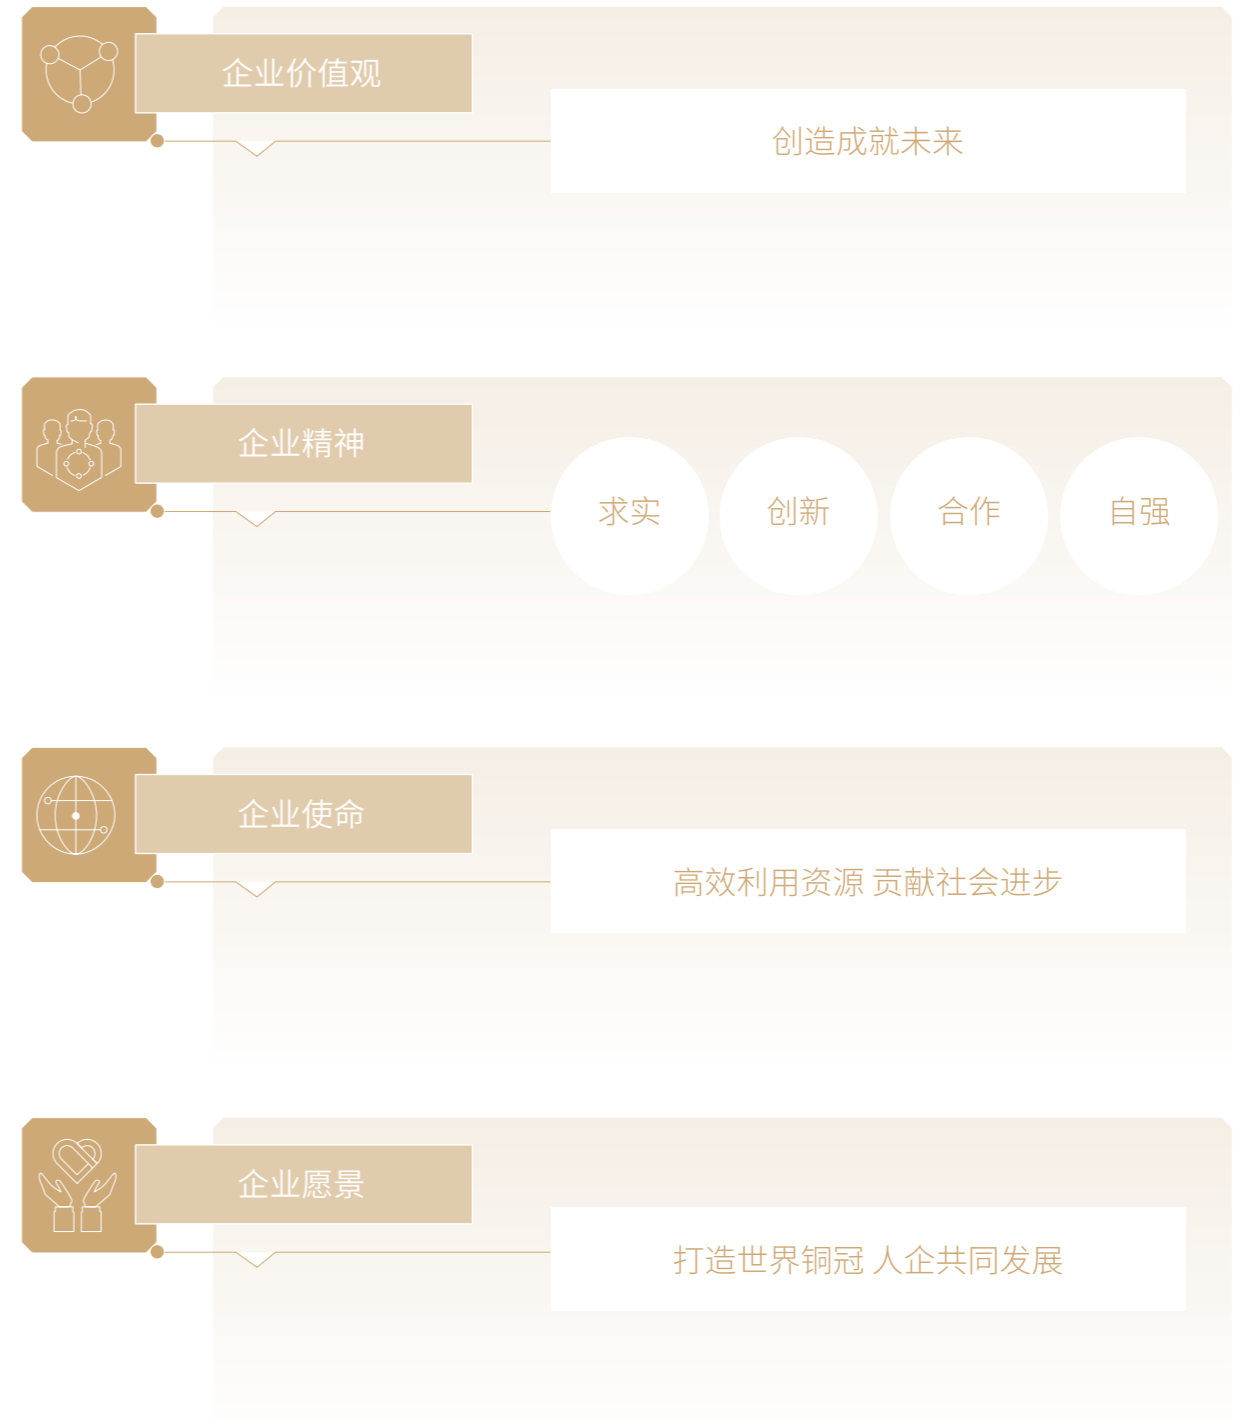 企业价值观
创造成就未来
企业精神
求实 创新 合作 自强
企业使命
高效利用资源 贡献社会进步
企业愿景
打造世界铜冠 人企共同发展